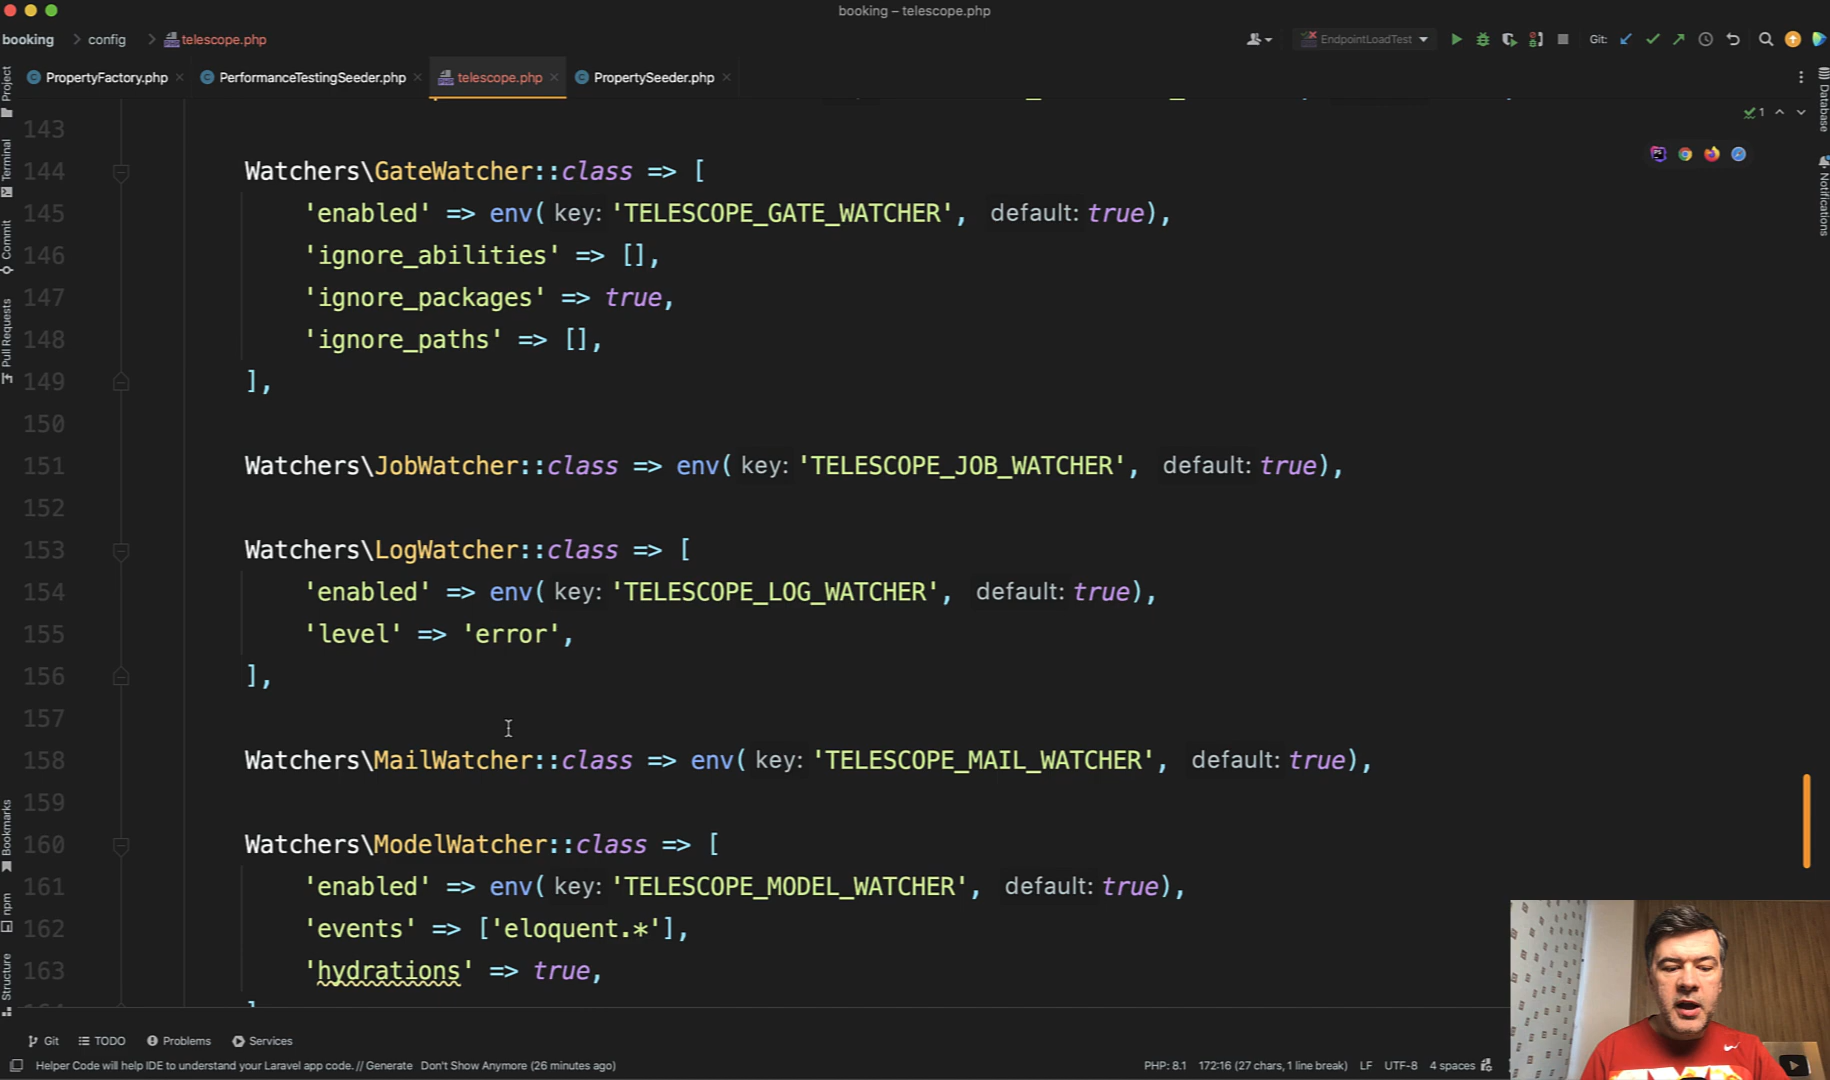 booking – telescope.php
booking > config > telescope.php
EndpointLoadTest
Git:
PropertyFactory.php
PerformanceTestingSeeder.php
telescope.php
PropertySeeder.php
Project
Terminal
Commit
Pull Requests
Bookmarks
npm
Structure
Database
Notifications
1
143
144 Watchers\GateWatcher::class => [
145 'enabled' => env( key: 'TELESCOPE_GATE_WATCHER', default: true),
146 'ignore_abilities' => [],
147 'ignore_packages' => true,
148 'ignore_paths' => [],
149 ],
150
151 Watchers\JobWatcher::class => env( key: 'TELESCOPE_JOB_WATCHER', default: true),
152
153 Watchers\LogWatcher::class => [
154 'enabled' => env( key: 'TELESCOPE_LOG_WATCHER', default: true),
155 'level' => 'error',
156 ],
157
158 Watchers\MailWatcher::class => env( key: 'TELESCOPE_MAIL_WATCHER', default: true),
159
160 Watchers\ModelWatcher::class => [
161 'enabled' => env( key: 'TELESCOPE_MODEL_WATCHER', default: true),
162 'events' => ['eloquent.*'],
163 'hydrations' => true,
Git TODO Problems Services
Helper Code will help IDE to understand your Laravel app code. // Generate Don't Show Anymore (26 minutes ago)
PHP: 8.1 172:16 (27 chars, 1 line break) LF UTF-8 4 spaces